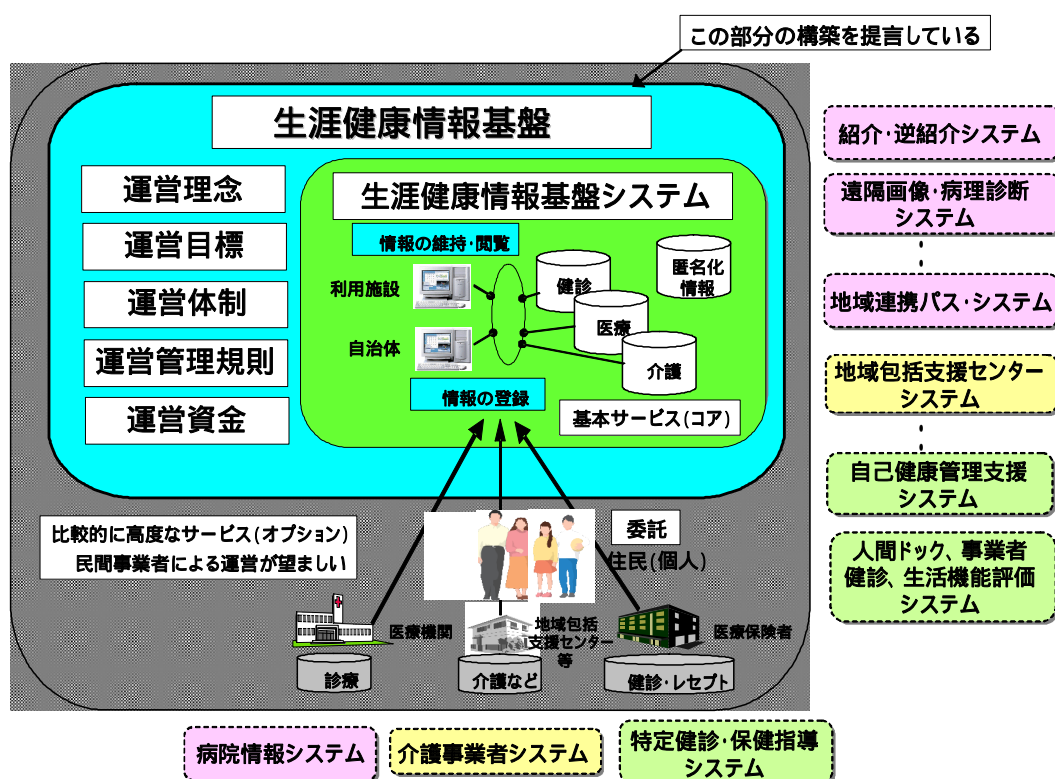 この部分の構築を提言している
生涯健康情報基盤
運営理念
運営目標
運営体制
運営管理規則
運営資金
生涯健康情報基盤システム
情報の維持・閲覧
利用施設
自治体
健診
医療
介護
匿名化
情報
情報の登録
基本サービス(コア)
比較的に高度なサービス(オプション)
民間事業者による運営が望ましい
委託
住民(個人)
医療機関
診療
地域包括
支援センター
等
介護など
医療保険者
健診・レセプト
紹介・逆紹介システム
遠隔画像・病理診断
システム
地域連携パス・システム
地域包括支援センター
システム
自己健康管理支援
システム
人間ドック、事業者
健診、生活機能評価
システム
病院情報システム
介護事業者システム
特定健診・保健指導
システム